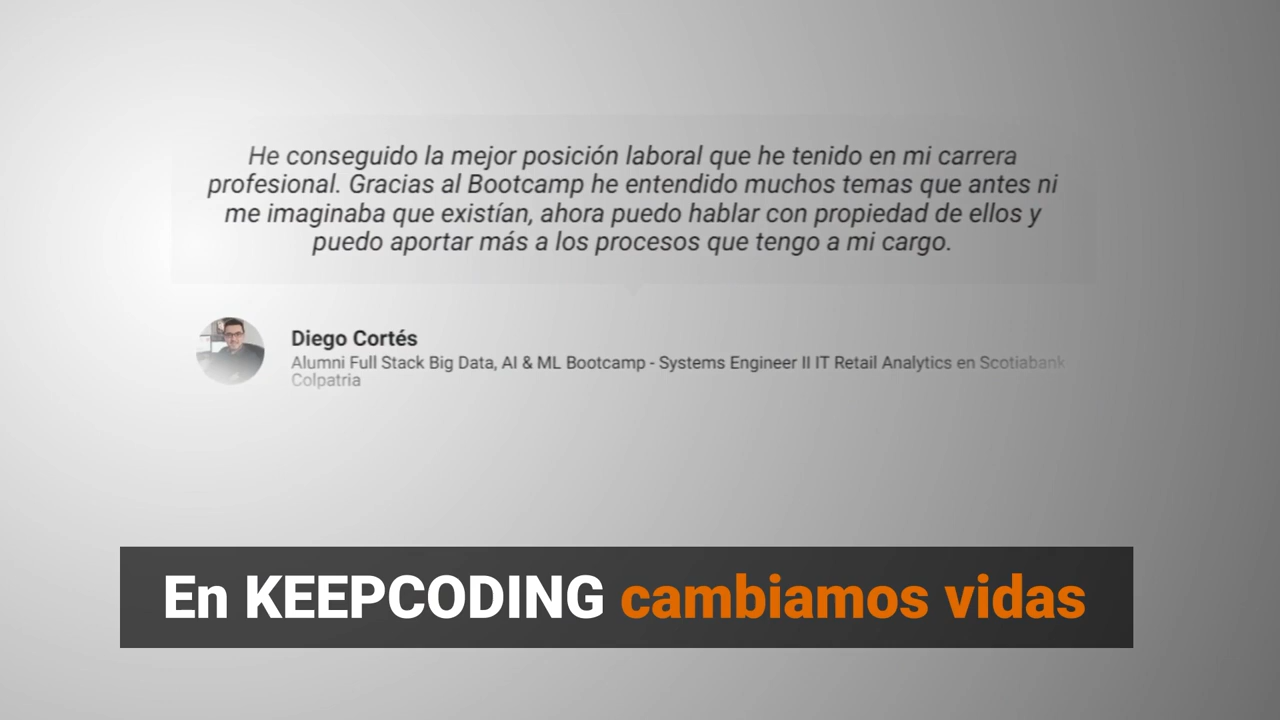 He conseguido la mejor posición laboral que he tenido en mi carrera
profesional. Gracias al Bootcamp he entendido muchos temas que antes ni
me imaginaba que existían, ahora puedo hablar con propiedad de ellos y
puedo aportar más a los procesos que tengo a mi cargo.
Diego Cortés
Alumni Full Stack Big Data, AI & ML Bootcamp - Systems Engineer II IT Retail Analytics en Scotiabank
Colpatria
En KEEPCODING cambiamos vidas